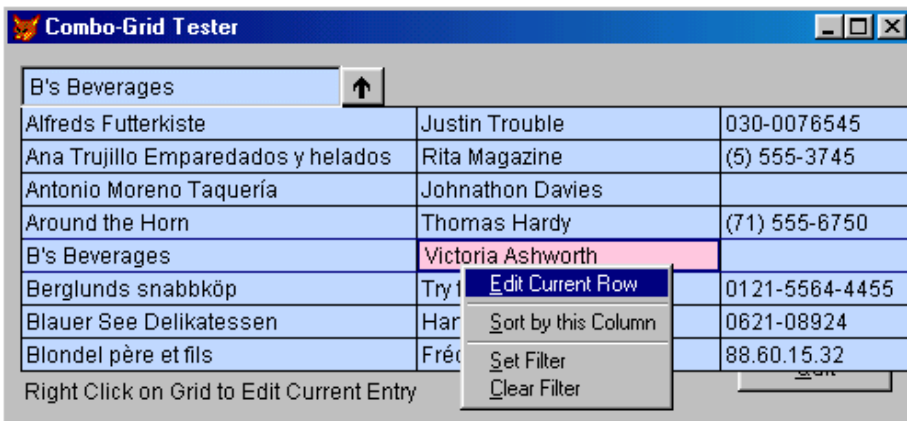 Combo-Grid Tester
B's Beverages
Alfreds Futterkiste Justin Trouble 030-0076545
Ana Trujillo Emparedados y helados Rita Magazine (5) 555-3745
Antonio Moreno Taquería Johnathon Davies
Around the Horn Thomas Hardy (71) 555-6750
B's Beverages Victoria Ashworth
Berglunds snabbköp Try Edit Current Row 0121-5564-4455
Blauer See Delikatessen Har Sort by this Column 0621-08924
Blondel père et fils Fréd Set Filter 88.60.15.32
Clear Filter
Right Click on Grid to Edit Current Entry